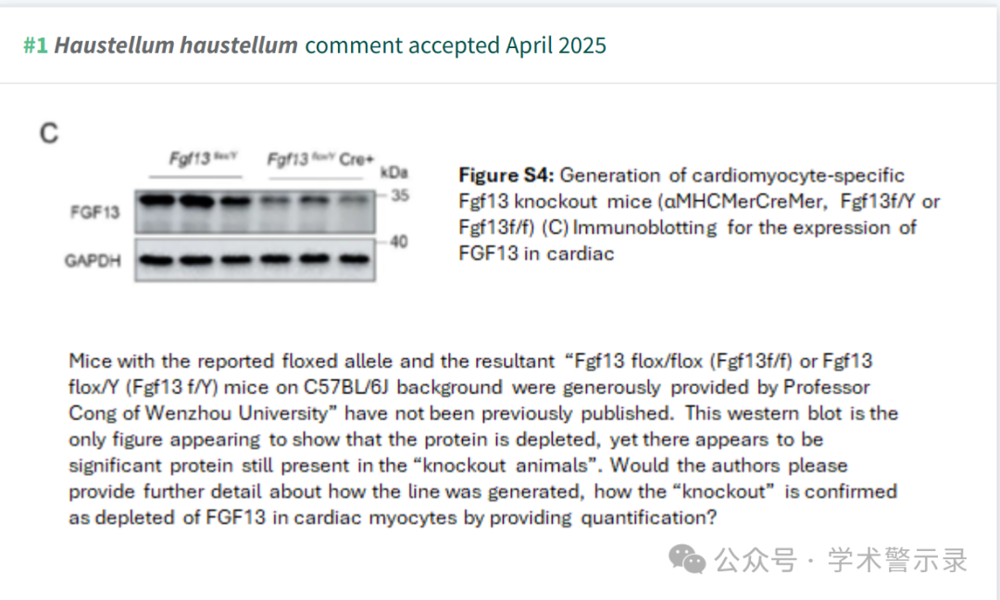 #1 Haustellum haustellum comment accepted April 2025
C
Fgf13 flox/Y Fgf13 flox/Y Cre+
kDa
FGF13
35
40
GAPDH
Figure S4: Generation of cardiomyocyte-specific
Fgf13 knockout mice (αMHCMerCreMer, Fgf13f/Y or
Fgf13f/f) (C) Immunoblotting for the expression of
FGF13 in cardiac
Mice with the reported floxed allele and the resultant “Fgf13 flox/flox (Fgf13f/f) or Fgf13
flox/Y (Fgf13 f/Y) mice on C57BL/6J background were generously provided by Professor
Cong of Wenzhou University” have not been previously published. This western blot is the
only figure appearing to show that the protein is depleted, yet there appears to be
significant protein still present in the “knockout animals”. Would the authors please
provide further detail about how the line was generated, how the “knockout” is confirmed
as depleted of FGF13 in cardiac myocytes by providing quantification?
公众号 · 学术警示录